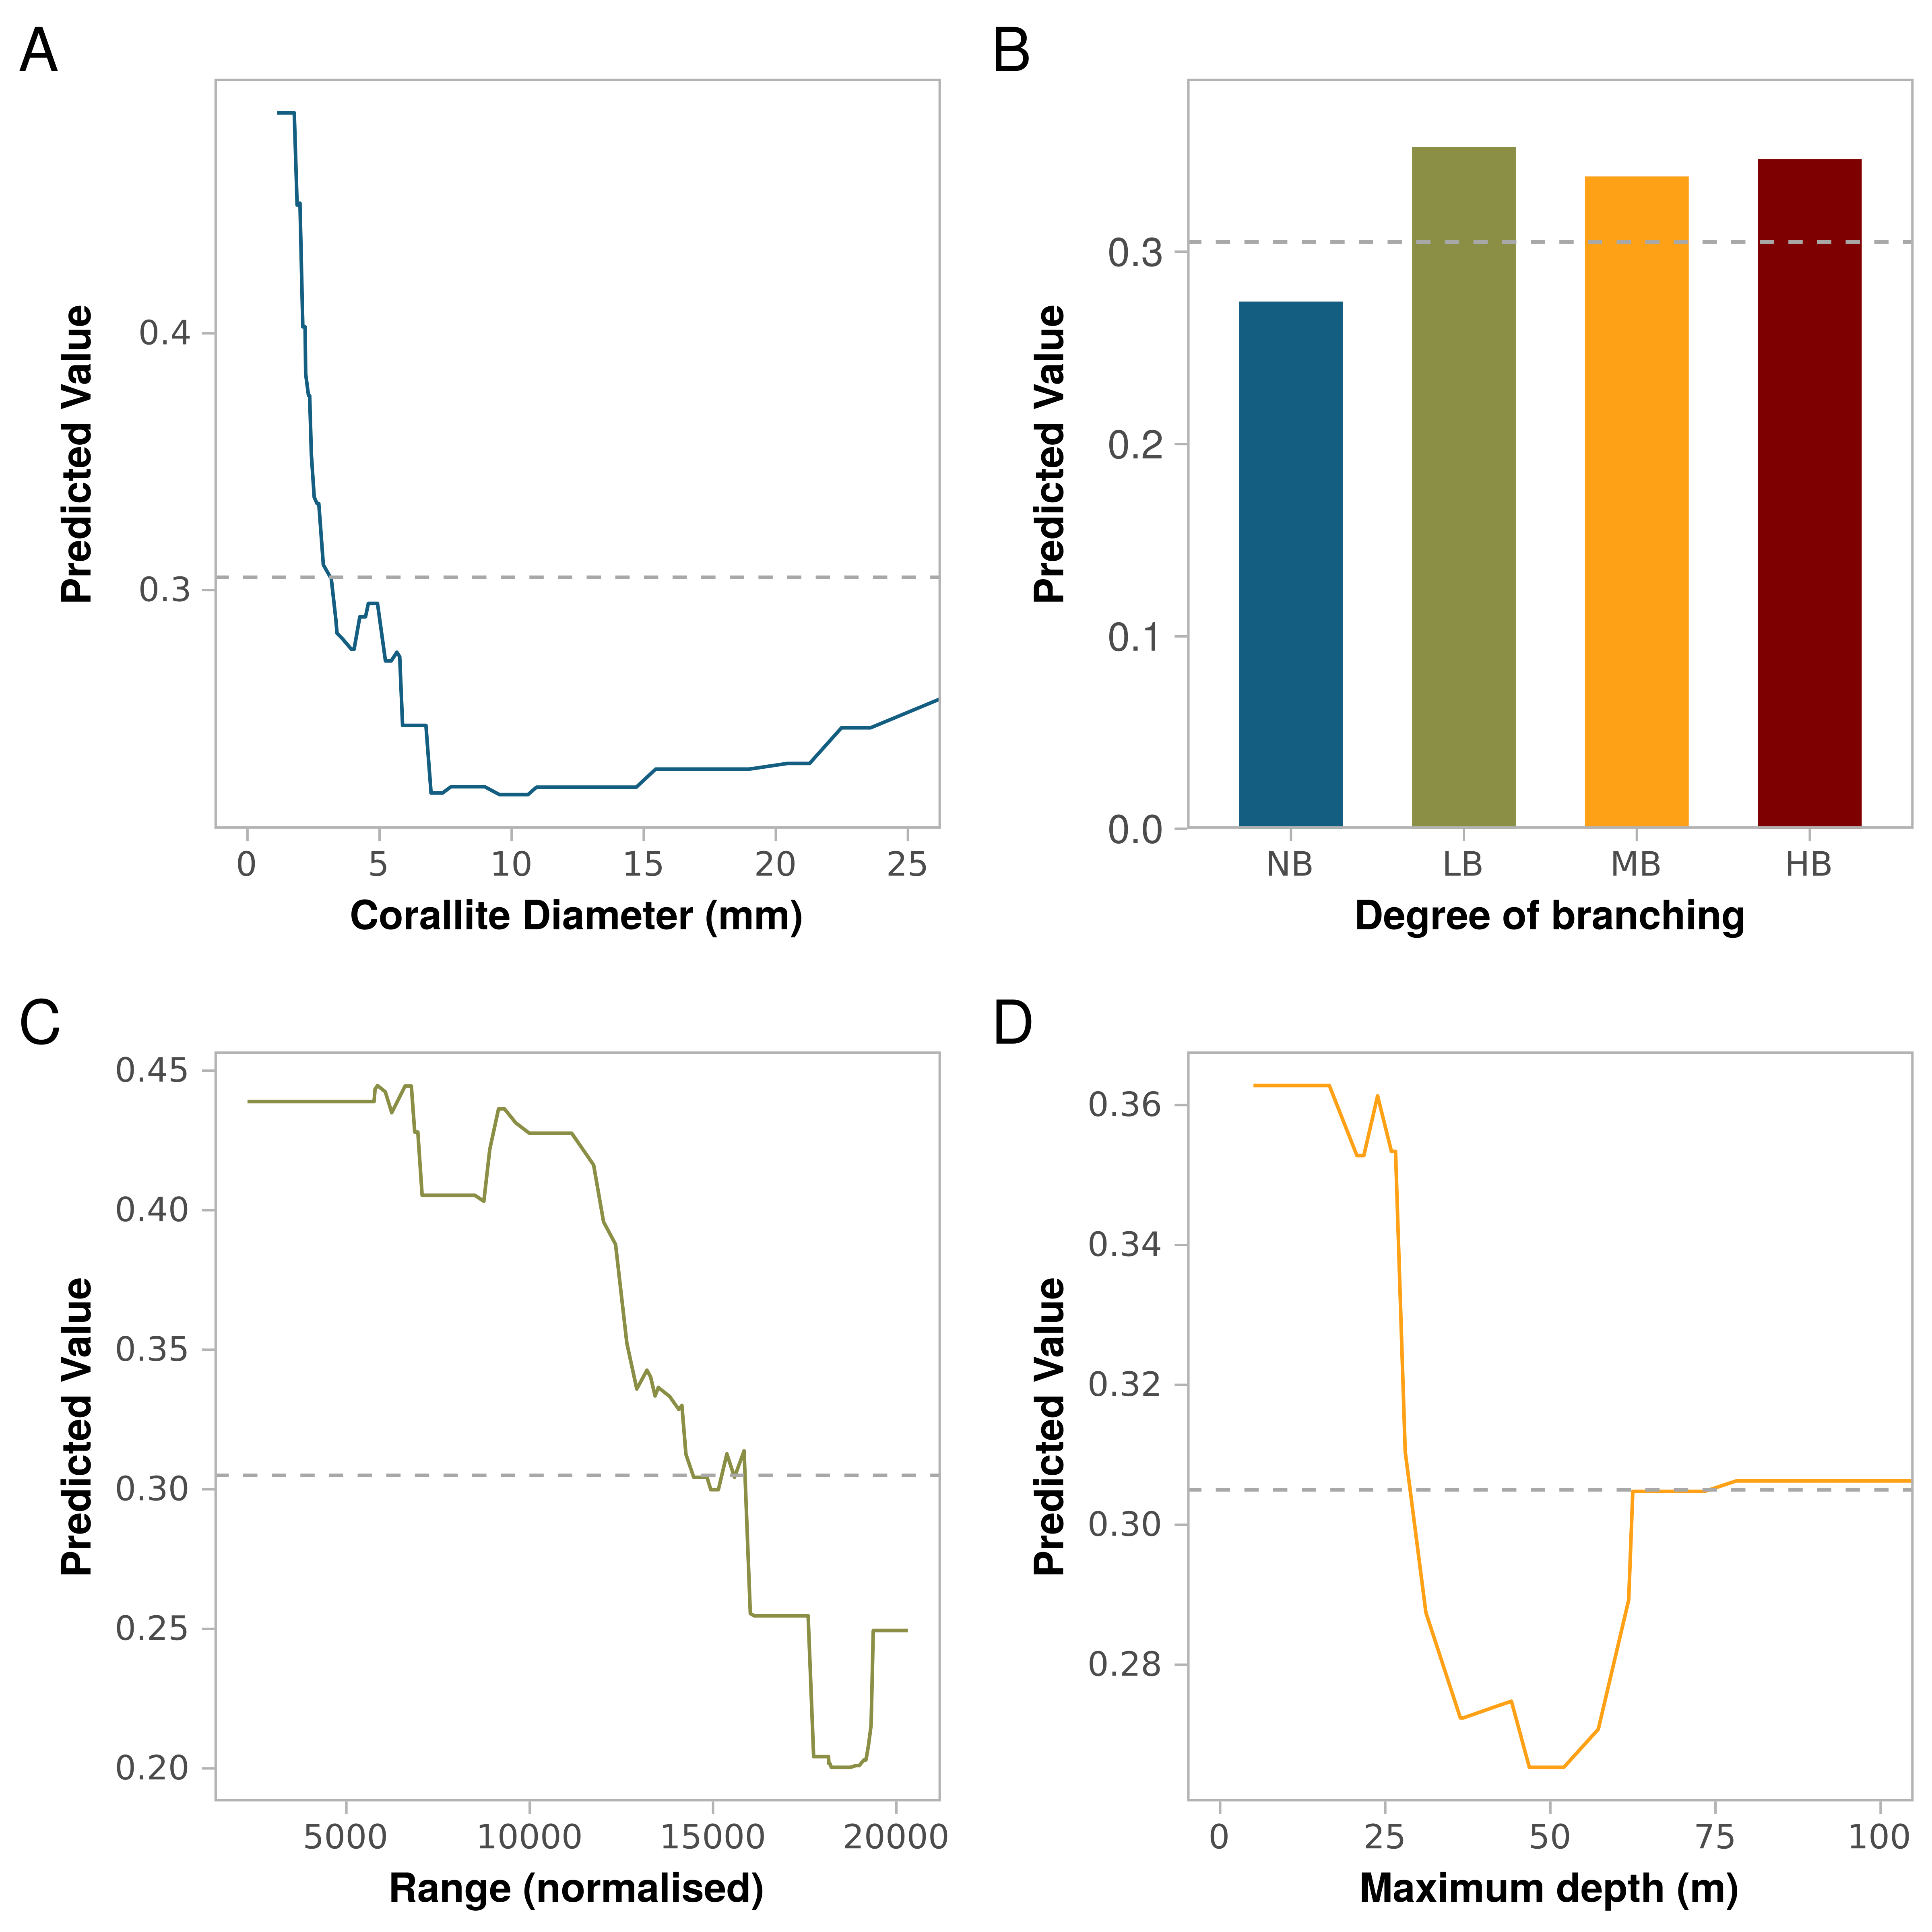 A
Predicted Value
0.4
0.3
0 5 10 15 20 25
Corallite Diameter (mm)
B
Predicted Value
0.3
0.2
0.1
0.0
NB LB MB HB
Degree of branching
C
Predicted Value
0.45
0.40
0.35
0.30
0.25
0.20
5000 10000 15000 20000
Range (normalised)
D
Predicted Value
0.36
0.34
0.32
0.30
0.28
0 25 50 75 100
Maximum depth (m)